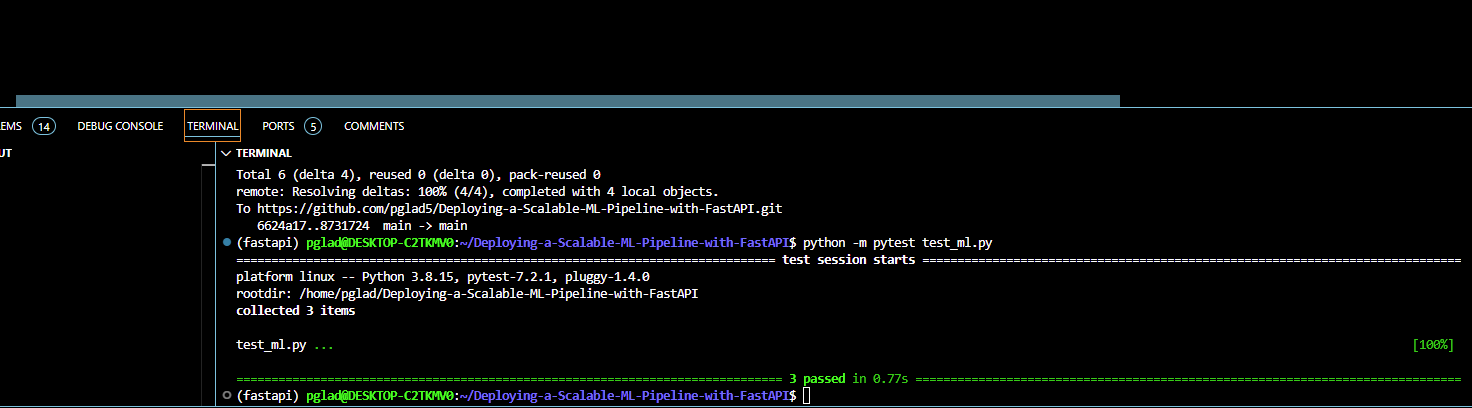 EMS 14 DEBUG CONSOLE TERMINAL PORTS 5 COMMENTS
UT
TERMINAL
Total 6 (delta 4), reused 0 (delta 0), pack-reused 0
remote: Resolving deltas: 100% (4/4), completed with 4 local objects.
To https://github.com/pglad5/Deploying-a-Scalable-ML-Pipeline-with-FastAPI.git
6624a17..8731724 main -> main
(fastapi) pglad@DESKTOP-C2TKMV0:~/Deploying-a-Scalable-ML-Pipeline-with-FastAPI$ python -m pytest test_ml.py
=============================================================================== test session starts ===============================================================================
platform linux -- Python 3.8.15, pytest-7.2.1, pluggy-1.4.0
rootdir: /home/pglad/Deploying-a-Scalable-ML-Pipeline-with-FastAPI
collected 3 items
test_ml.py ... [100%]
================================================================================ 3 passed in 0.77s ================================================================================
(fastapi) pglad@DESKTOP-C2TKMV0:~/Deploying-a-Scalable-ML-Pipeline-with-FastAPI$